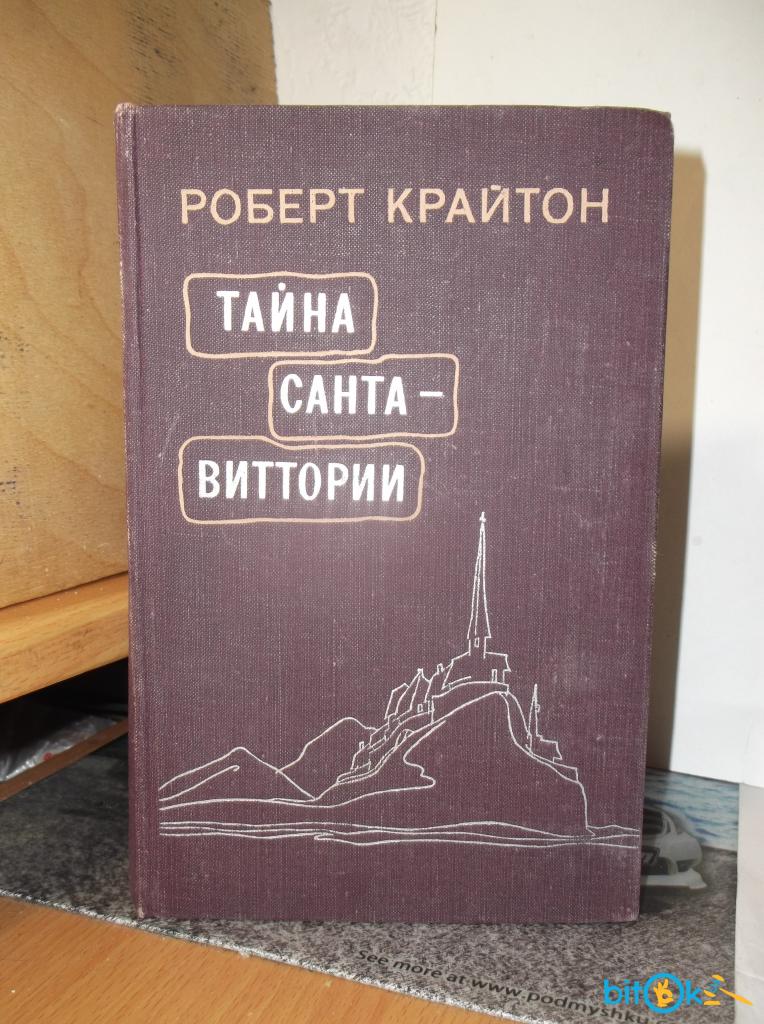 РОБЕРТ КРАЙТОН
ТАЙНА
САНТА-
ВИТТОРИИ
See more at www.podmyshku
bitok